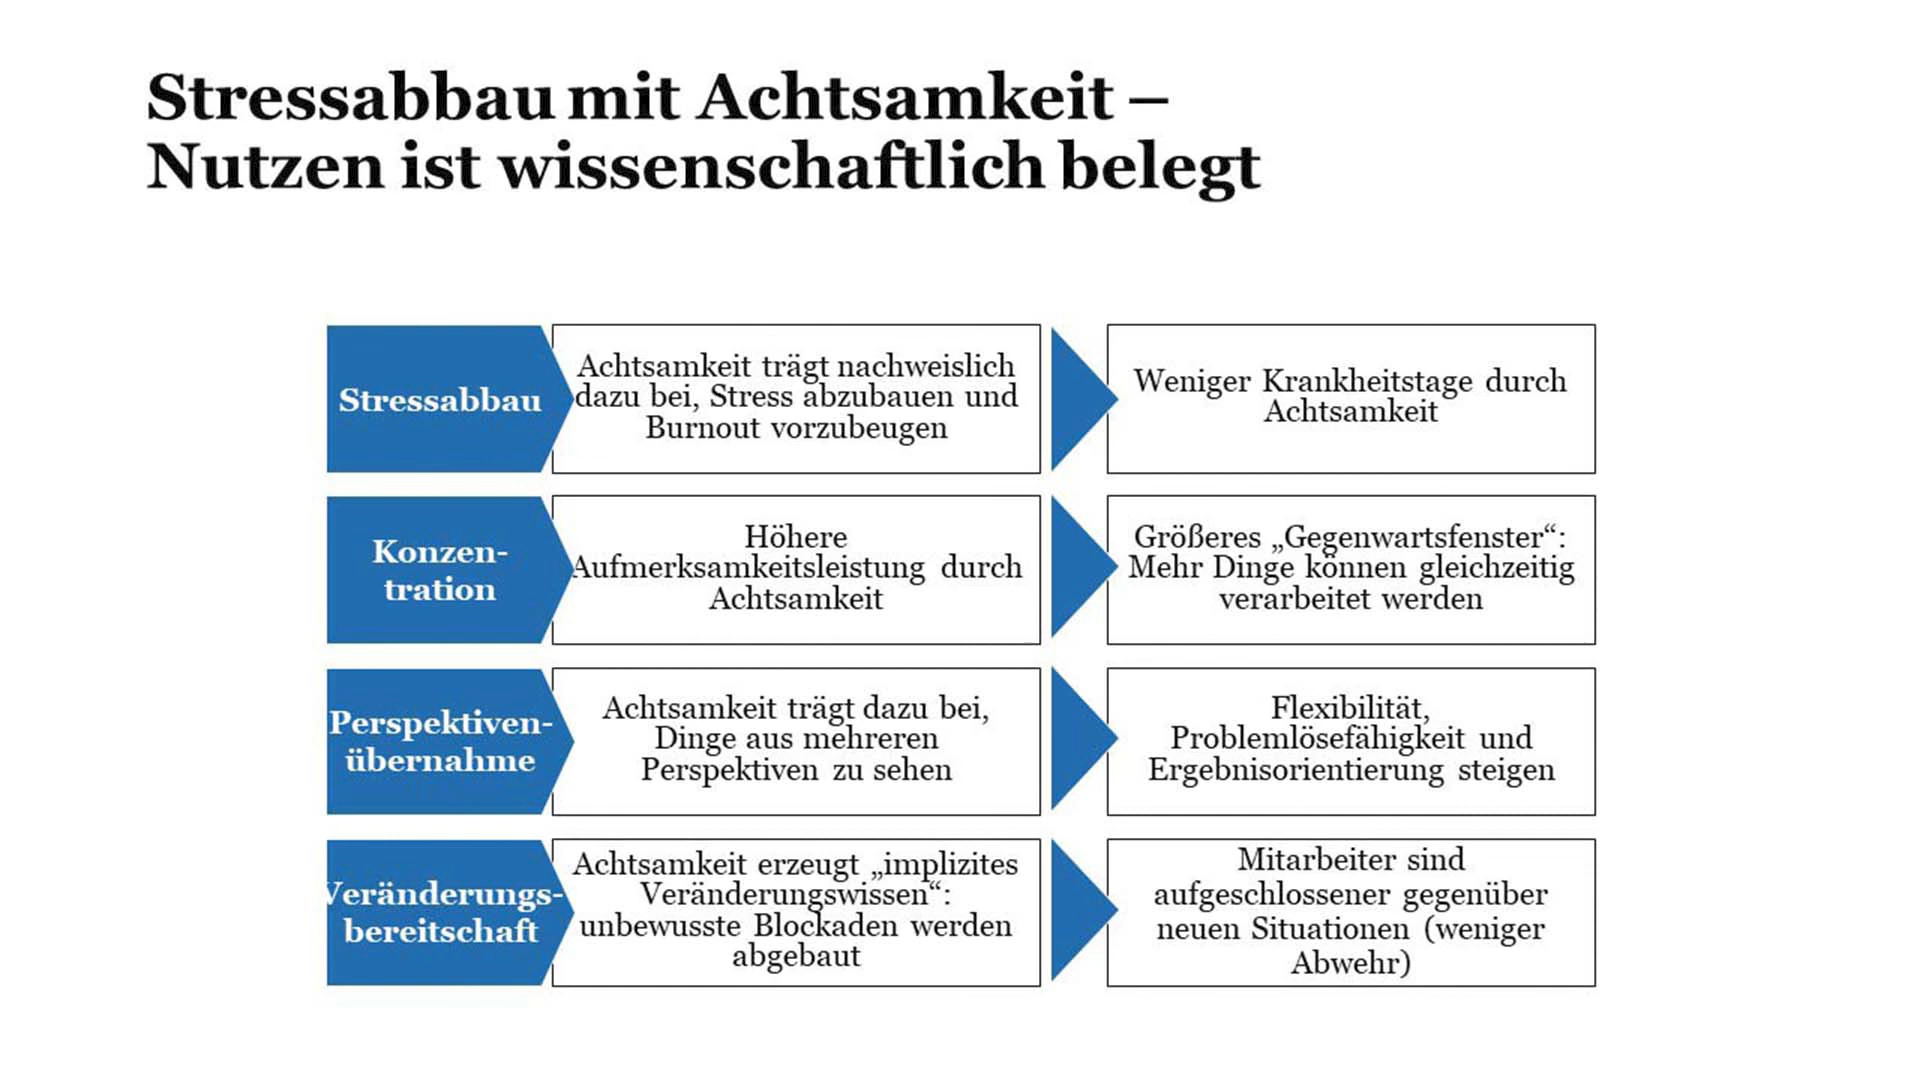 Stressabbau mit Achtsamkeit –
Nutzen ist wissenschaftlich belegt
Stressabbau
Achtsamkeit trägt nachweislich
dazu bei, Stress abzubauen und
Burnout vorzubeugen
Weniger Krankheitstage durch
Achtsamkeit
Konzen-
tration
Höhere
Aufmerksamkeitsleistung durch
Achtsamkeit
Größeres „Gegenwartsfenster“:
Mehr Dinge können gleichzeitig
verarbeitet werden
Perspektiven-
übernahme
Achtsamkeit trägt dazu bei,
Dinge aus mehreren
Perspektiven zu sehen
Flexibilität,
Problemlösefähigkeit und
Ergebnisorientierung steigen
Veränderungs-
bereitschaft
Achtsamkeit erzeugt „implizites
Veränderungswissen“:
unbewusste Blockaden werden
abgebaut
Mitarbeiter sind
aufgeschlossener gegenüber
neuen Situationen (weniger
Abwehr)